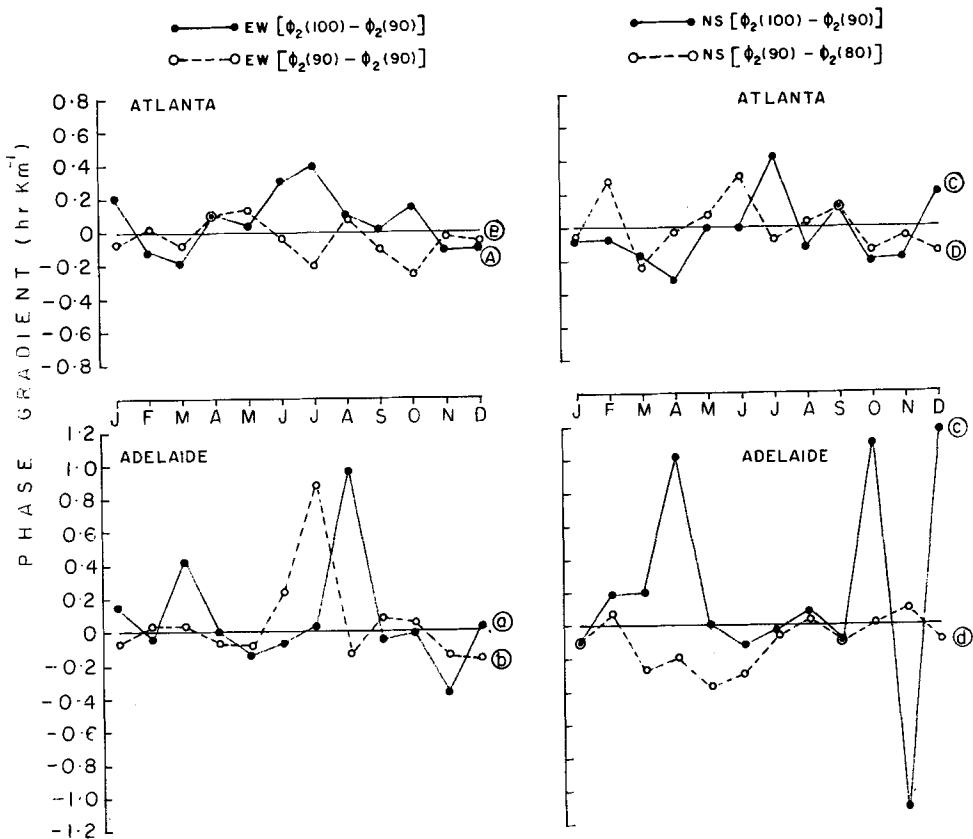 EW [ϕ₂(100) − ϕ₂(90)]
EW [ϕ₂(90) − ϕ₂(90)]
NS [ϕ₂(100) − ϕ₂(90)]
NS [ϕ₂(90) − ϕ₂(80)]
PHASE GRADIENT (hr Km⁻¹)
ATLANTA
0·8
0·6
0·4
0·2
0
−0·2
−0·4
−0·6
−0·8
B
A
ATLANTA
C
D
J F M A M J J A S O N D
J F M A M J J A S O N D
ADELAIDE
1·2
1·0
0·8
0·6
0·4
0·2
0
−0·2
−0·4
−0·6
−0·8
−1·0
−1·2
a
b
ADELAIDE
c
d